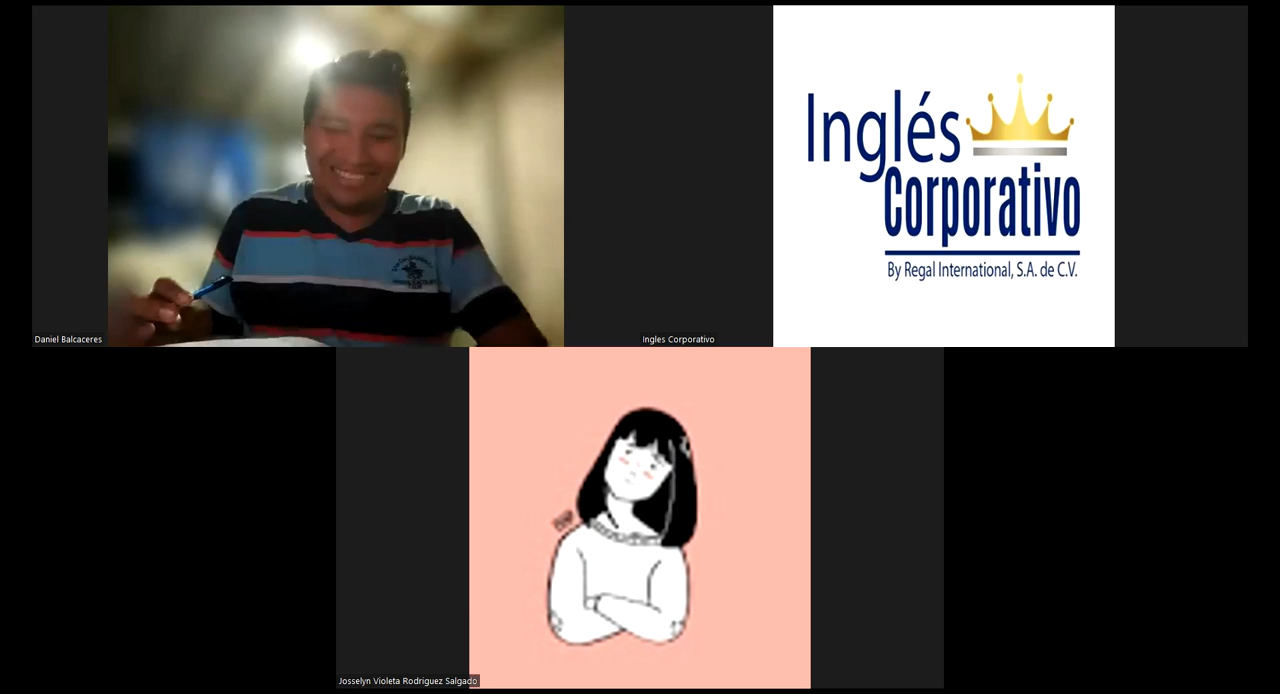 Inglés
Corporativo
By Regal International, S.A. de C.V.
Daniel Balcaceres
Ingles Corporativo
Josselyn Violeta Rodriguez Salgado